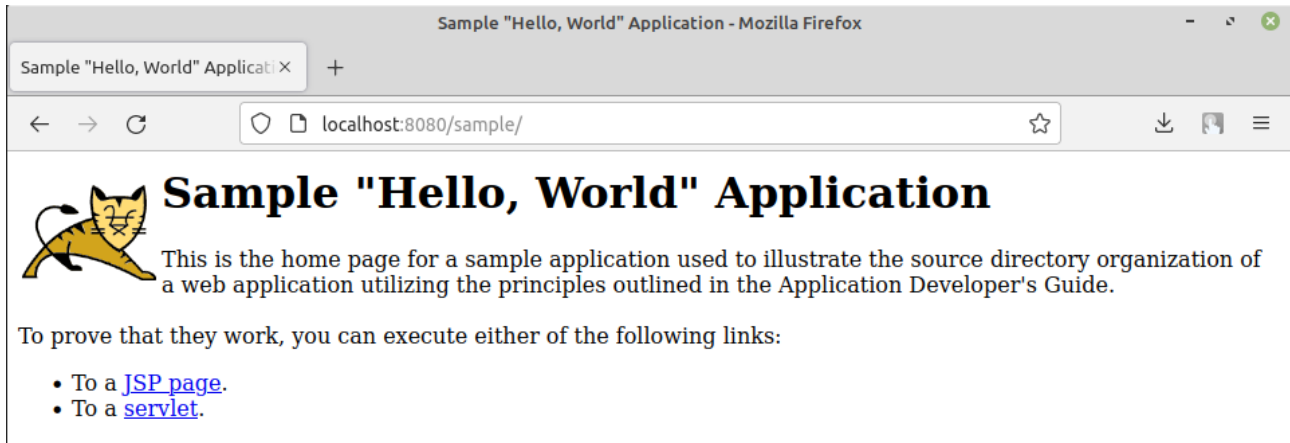 Sample "Hello, World" Application - Mozilla Firefox
Sample "Hello, World" Applicati
localhost:8080/sample/
Sample "Hello, World" Application
This is the home page for a sample application used to illustrate the source directory organization of
a web application utilizing the principles outlined in the Application Developer's Guide.
To prove that they work, you can execute either of the following links:
• To a JSP page.
• To a servlet.